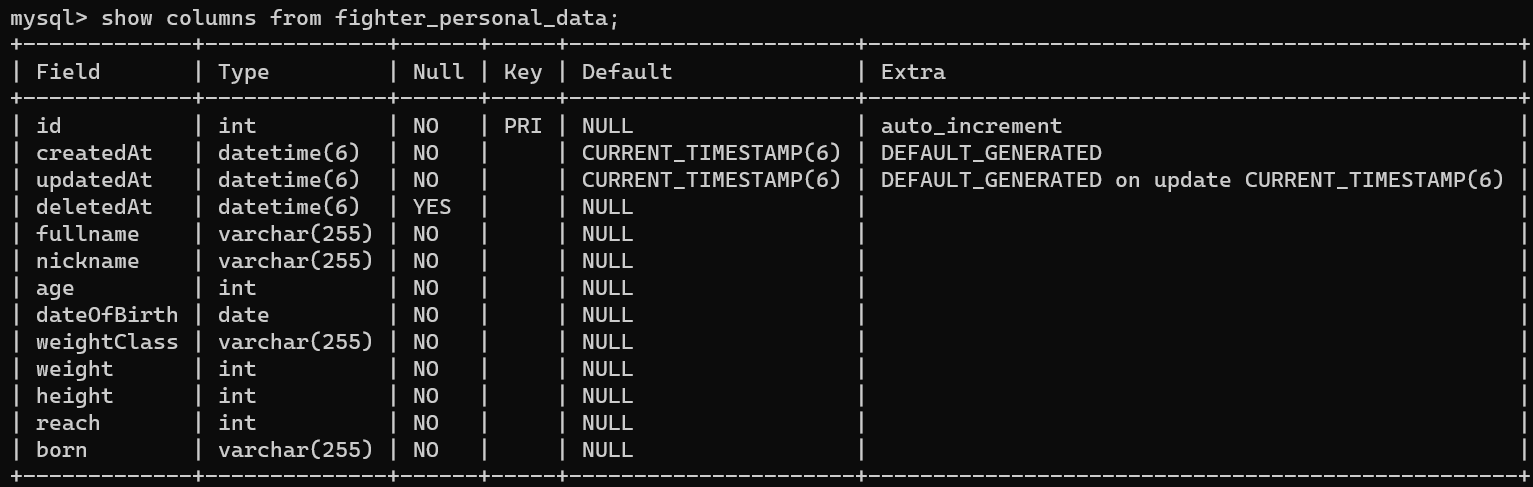 mysql> show columns from fighter_personal_data;
+-------------+--------------+------+-----+----------------------+--------------------------------------------------+
| Field       | Type         | Null | Key | Default              | Extra                                            |
+-------------+--------------+------+-----+----------------------+--------------------------------------------------+
| id          | int          | NO   | PRI | NULL                 | auto_increment                                   |
| createdAt   | datetime(6)  | NO   |     | CURRENT_TIMESTAMP(6) | DEFAULT_GENERATED                                |
| updatedAt   | datetime(6)  | NO   |     | CURRENT_TIMESTAMP(6) | DEFAULT_GENERATED on update CURRENT_TIMESTAMP(6) |
| deletedAt   | datetime(6)  | YES  |     | NULL                 |                                                  |
| fullname    | varchar(255) | NO   |     | NULL                 |                                                  |
| nickname    | varchar(255) | NO   |     | NULL                 |                                                  |
| age         | int          | NO   |     | NULL                 |                                                  |
| dateOfBirth | date         | NO   |     | NULL                 |                                                  |
| weightClass | varchar(255) | NO   |     | NULL                 |                                                  |
| weight      | int          | NO   |     | NULL                 |                                                  |
| height      | int          | NO   |     | NULL                 |                                                  |
| reach       | int          | NO   |     | NULL                 |                                                  |
| born        | varchar(255) | NO   |     | NULL                 |                                                  |
+-------------+--------------+------+-----+----------------------+--------------------------------------------------+